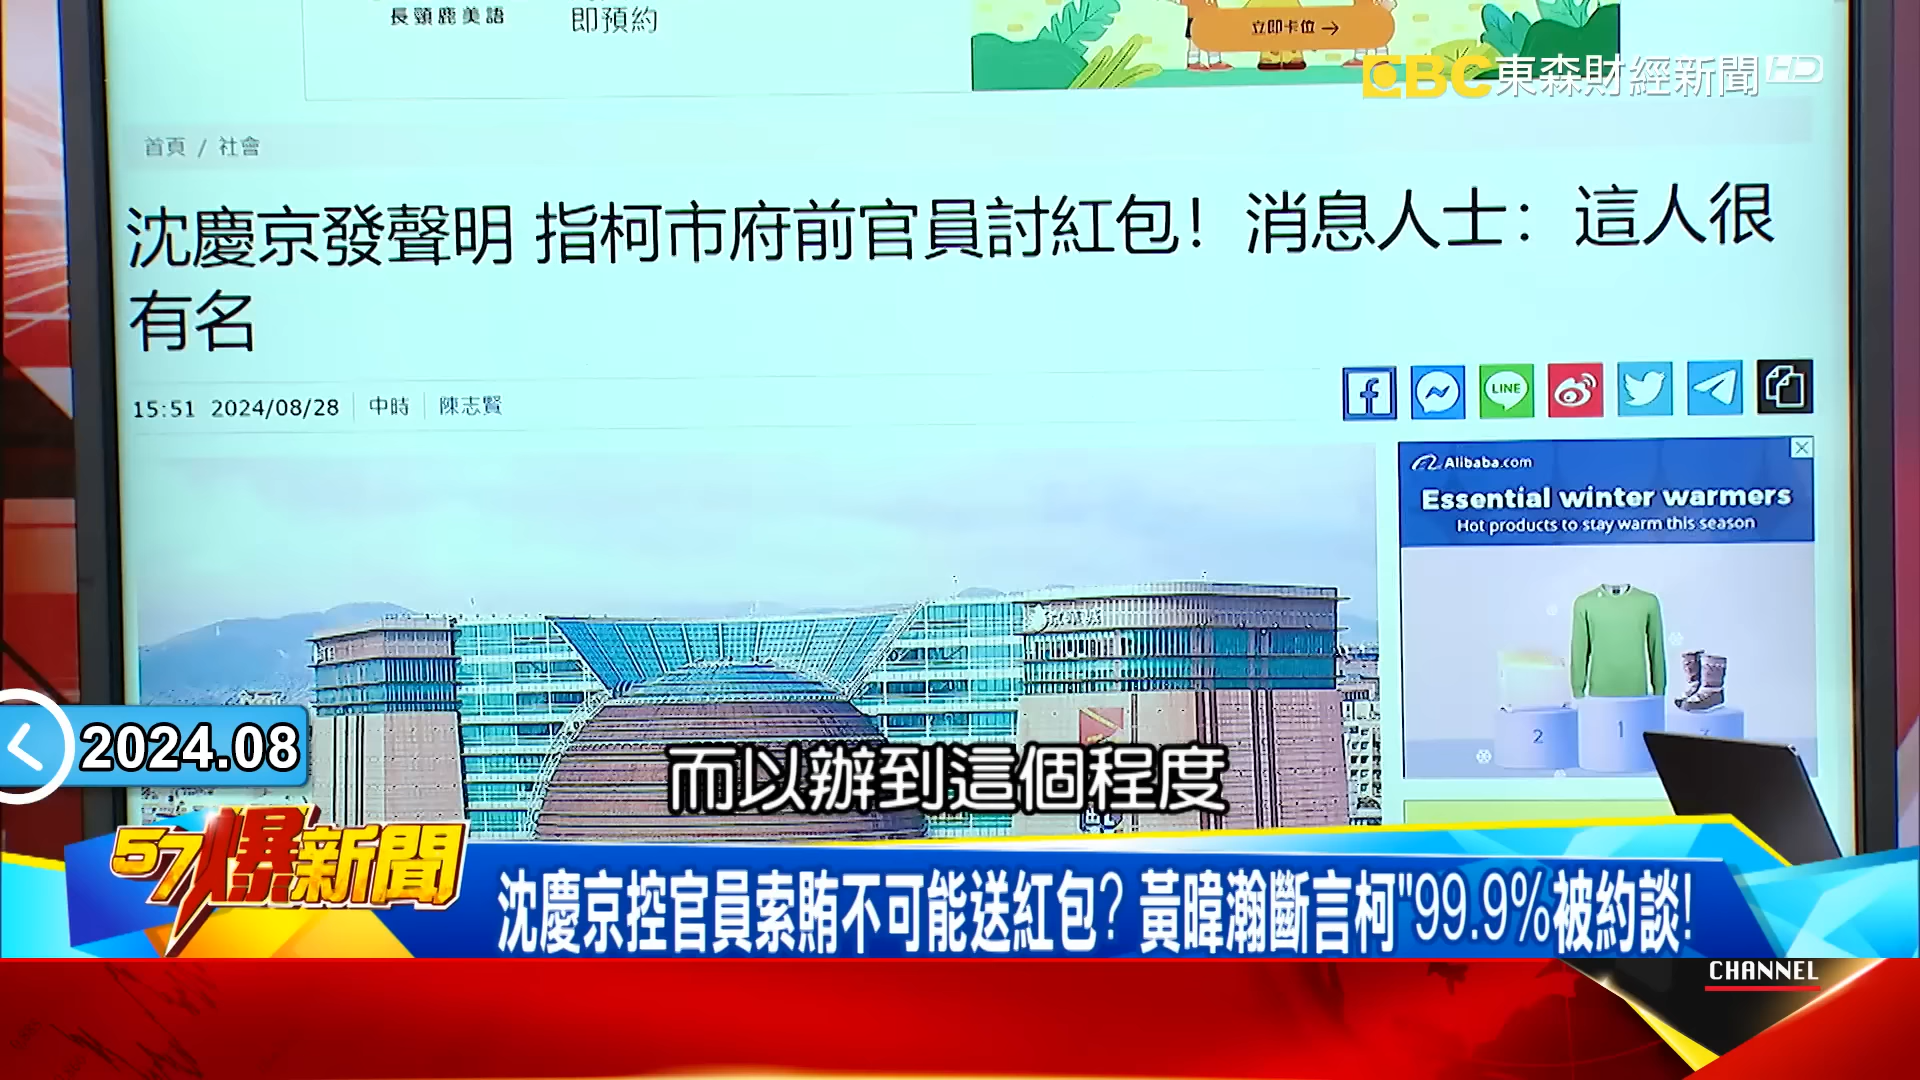 長頸鹿美語
即預約
立即卡位→
EBC東森財經新聞HD
首頁 / 社會
沈慶京發聲明 指柯市府前官員討紅包！消息人士：這人很
有名
15:51 2024/08/28 中時 陳志賢
LINE
Alibaba.com
Essential winter warmers
Hot products to stay warm this season
2
1
3
2024.08
而以辦到這個程度
57爆新聞
沈慶京控官員索賄不可能送紅包？黃暐瀚斷言柯"99.9%被約談!
CHANNEL